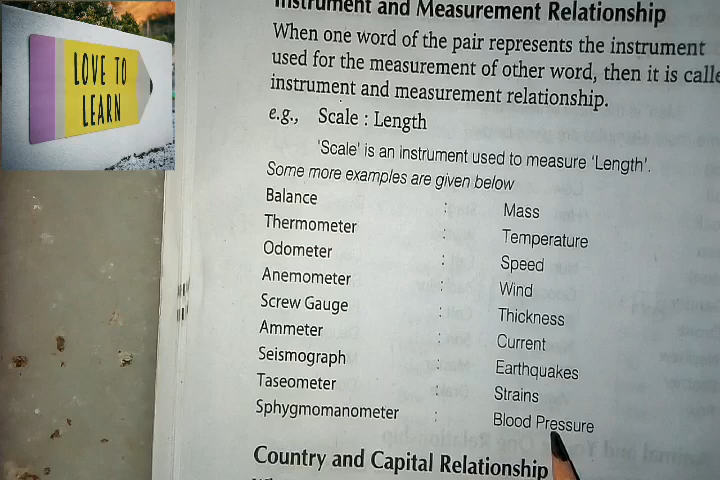 LOVE TO
LEARN
Instrument and Measurement Relationship
When one word of the pair represents the instrument
used for the measurement of other word, then it is calle
instrument and measurement relationship.
e.g., Scale : Length
'Scale' is an instrument used to measure 'Length'.
Some more examples are given below
Balance : Mass
Thermometer : Temperature
Odometer : Speed
Anemometer : Wind
Screw Gauge : Thickness
Ammeter : Current
Seismograph : Earthquakes
Taseometer : Strains
Sphygmomanometer : Blood Pressure
Country and Capital Relationship